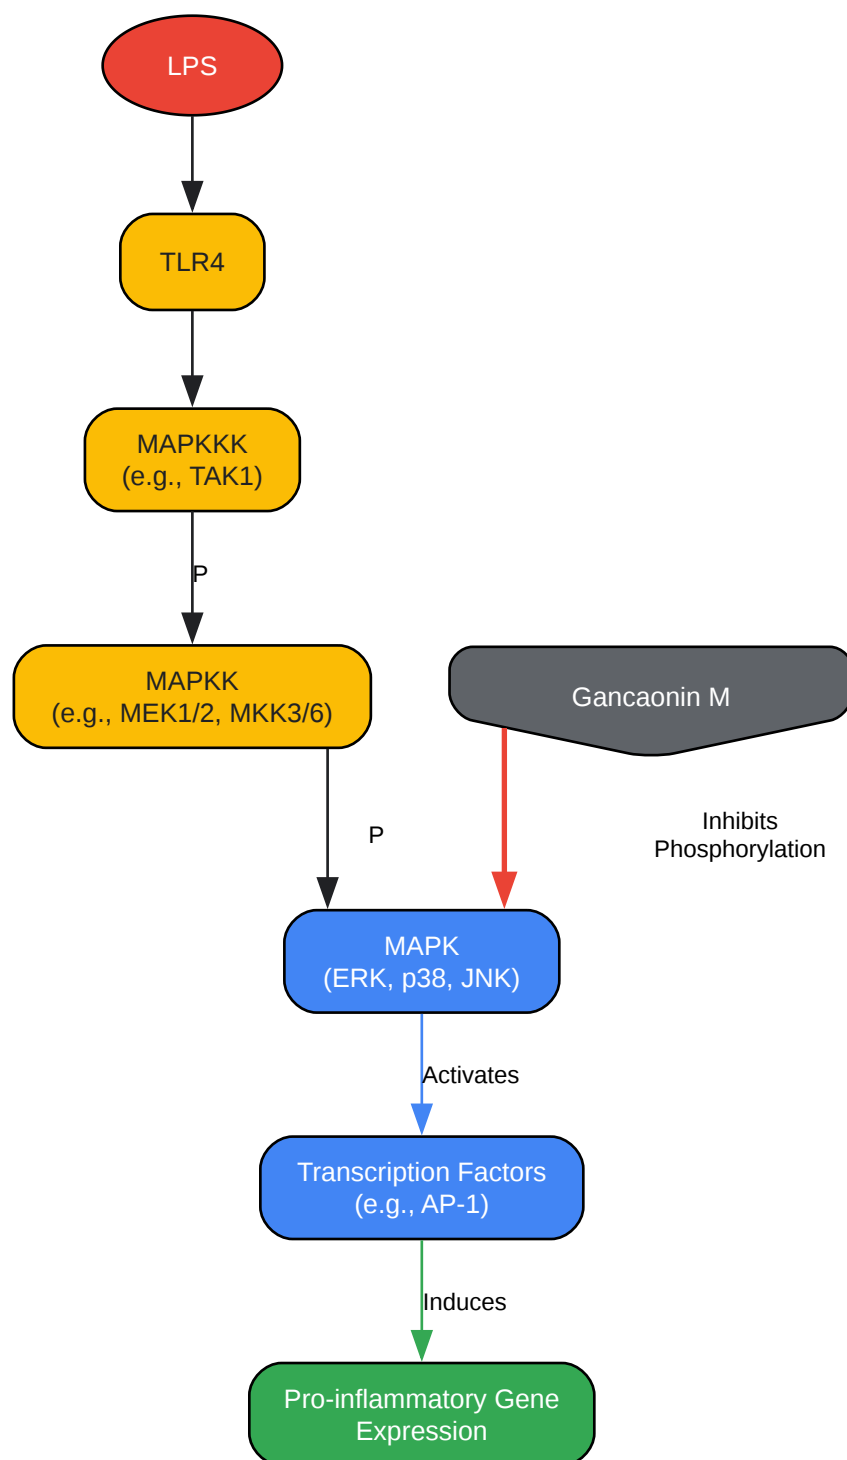 LPS
TLR4
MAPKKK
(e.g., TAK1)
P
MAPKK
(e.g., MEK1/2, MKK3/6)
Gancaonin M
P
Inhibits
Phosphorylation
MAPK
(ERK, p38, JNK)
Activates
Transcription Factors
(e.g., AP-1)
Induces
Pro-inflammatory Gene
Expression